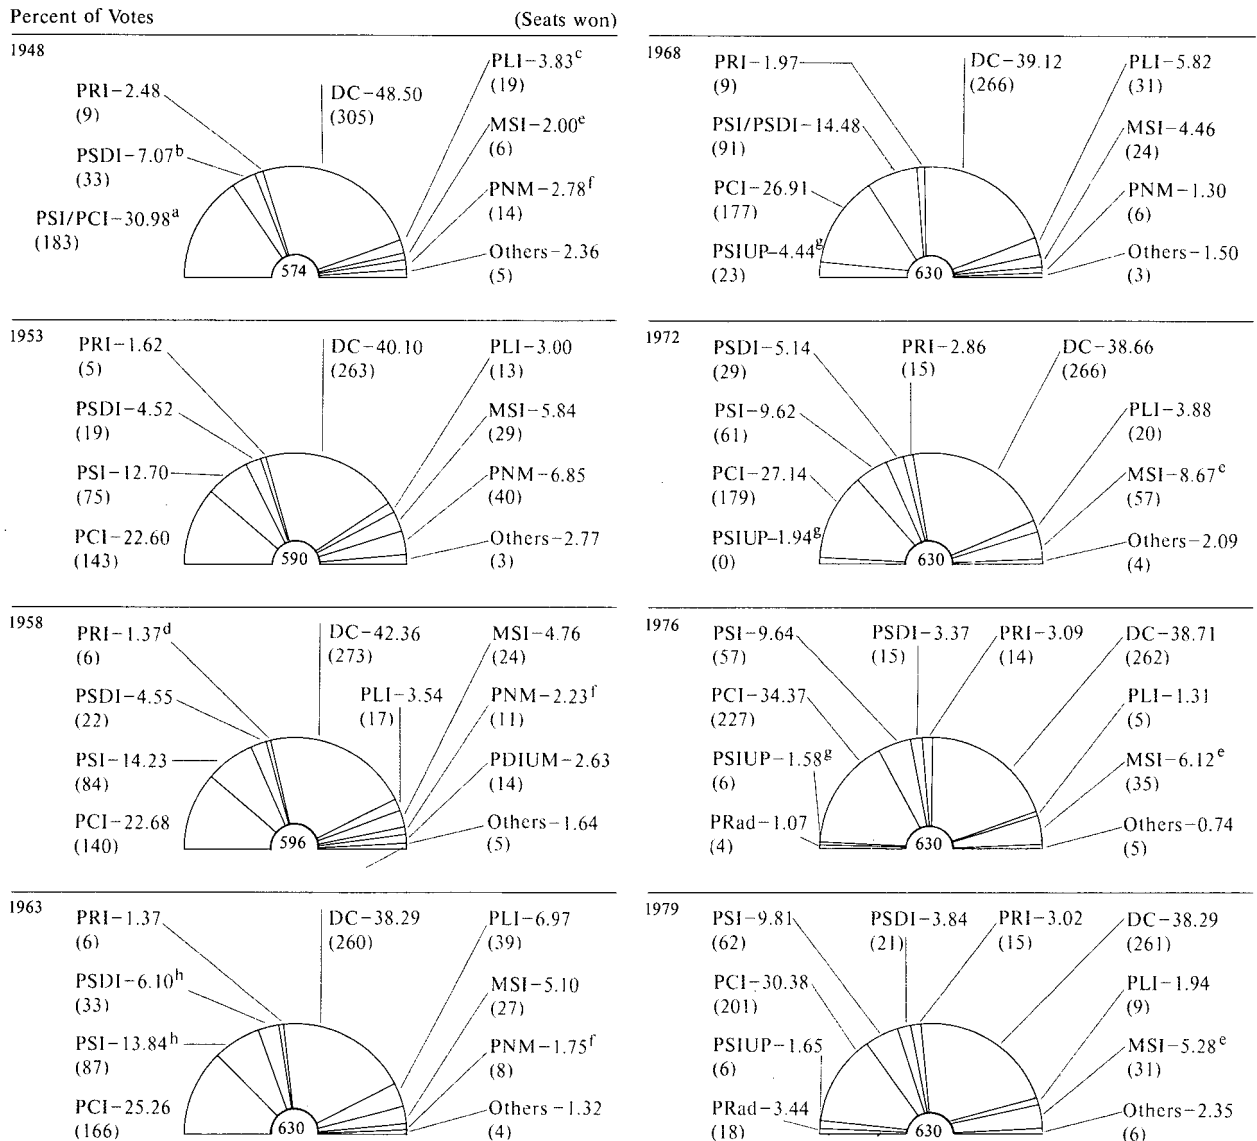 Percent of Votes (Seats won)
1948
PRI-2.48
(9)
PSDI-7.07b
(33)
PSI/PCI-30.98a
(183)
DC-48.50
(305)
PLI-3.83c
(19)
MSI-2.00e
(6)
PNM-2.78f
(14)
Others-2.36
(5)
574
1953
PRI-1.62
(5)
PSDI-4.52
(19)
PSI-12.70
(75)
PCI-22.60
(143)
DC-40.10
(263)
PLI-3.00
(13)
MSI-5.84
(29)
PNM-6.85
(40)
Others-2.77
(3)
590
1958
PRI-1.37d
(6)
PSDI-4.55
(22)
PSI-14.23
(84)
PCI-22.68
(140)
DC-42.36
(273)
PLI-3.54
(17)
MSI-4.76
(24)
PNM-2.23f
(11)
PDIUM-2.63
(14)
Others-1.64
(5)
596
1963
PRI-1.37
(6)
PSDI-6.10h
(33)
PSI-13.84h
(87)
PCI-25.26
(166)
DC-38.29
(260)
PLI-6.97
(39)
MSI-5.10
(27)
PNM-1.75f
(8)
Others-1.32
(4)
630
1968
PRI-1.97
(9)
PSI/PSDI-14.48
(91)
PCI-26.91
(177)
PSIUP-4.44g
(23)
DC-39.12
(266)
PLI-5.82
(31)
MSI-4.46
(24)
PNM-1.30
(6)
Others-1.50
(3)
630
1972
PSDI-5.14
(29)
PSI-9.62
(61)
PCI-27.14
(179)
PSIUP-1.94g
(0)
PRI-2.86
(15)
DC-38.66
(266)
PLI-3.88
(20)
MSI-8.67e
(57)
Others-2.09
(4)
630
1976
PSI-9.64
(57)
PCI-34.37
(227)
PSIUP-1.58g
(6)
PRad-1.07
(4)
PSDI-3.37
(15)
PRI-3.09
(14)
DC-38.71
(262)
PLI-1.31
(5)
MSI-6.12e
(35)
Others-0.74
(5)
630
1979
PSI-9.81
(62)
PCI-30.38
(201)
PSIUP-1.65
(6)
PRad-3.44
(18)
PSDI-3.84
(21)
PRI-3.02
(15)
DC-38.29
(261)
PLI-1.94
(9)
MSI-5.28e
(31)
Others-2.35
(6)
630